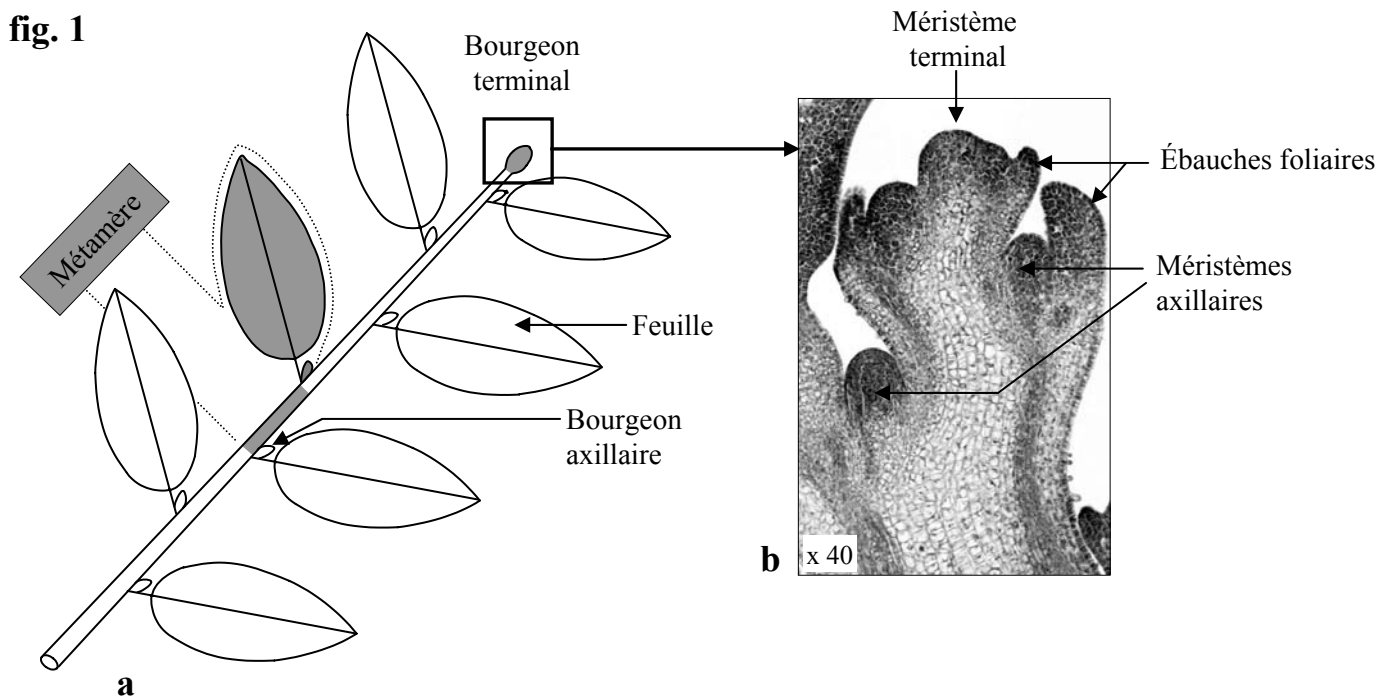 fig. 1
Bourgeon
terminal
Méristème
terminal
Ébauches foliaires
Métamère
Méristèmes
axillaires
Feuille
Bourgeon
axillaire
b
x 40
a